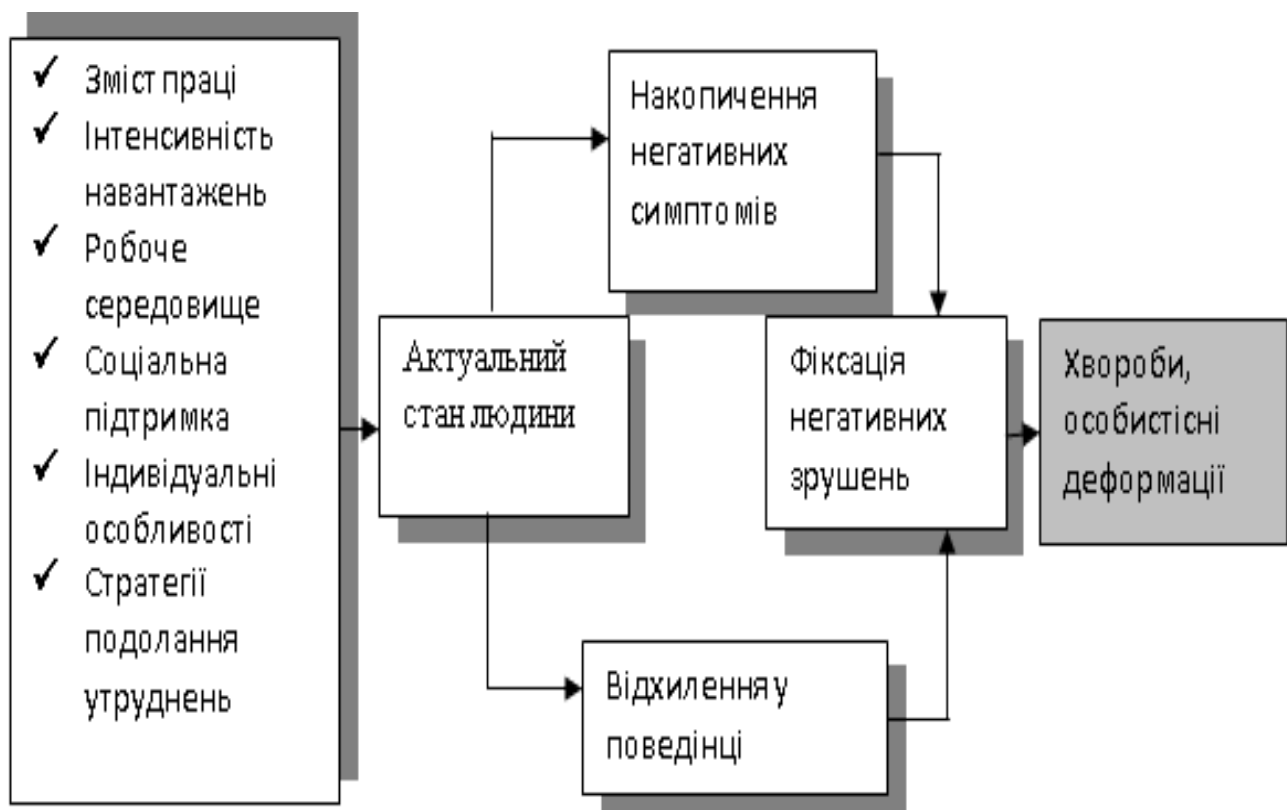 ✓ Зміст праці
✓ Інтенсивність
навантажень
✓ Робоче
середовище
✓ Соціальна
підтримка
✓ Індивідуальні
особливості
✓ Стратегії
подолання
утруднень
Актуальний
стан людини
Накопичення
негативних
симптомів
Відхилення у
поведінці
Фіксація
негативних
зрушень
Хвороби,
особистісні
деформації